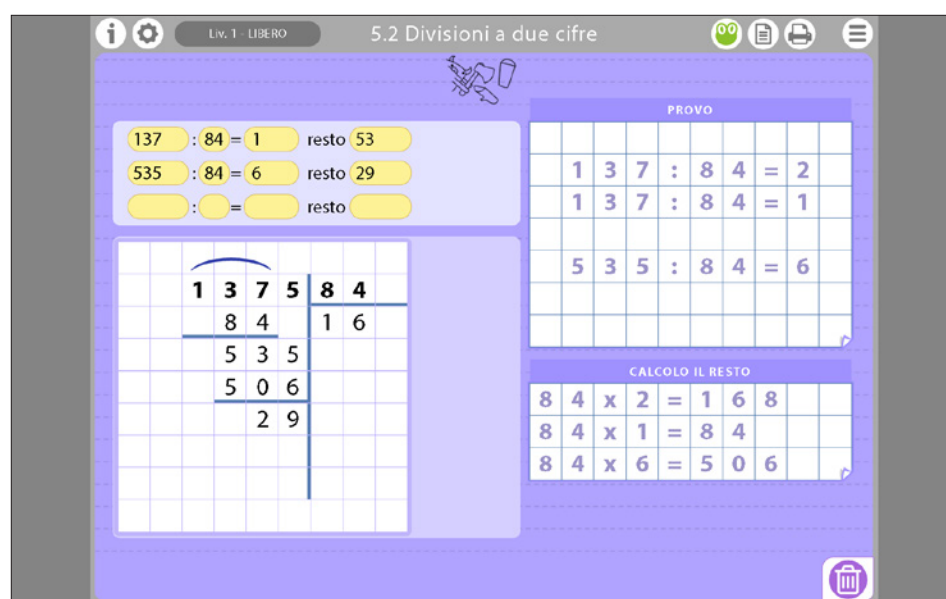 Liv. 1 - LIBERO
5.2 Divisioni a due cifre
137 : 84 = 1 resto 53
535 : 84 = 6 resto 29
: = resto
1 3 7 5 8 4
8 4 1 6
5 3 5
5 0 6
2 9
PROVO
1 3 7 : 8 4 = 2
1 3 7 : 8 4 = 1
5 3 5 : 8 4 = 6
CALCOLO IL RESTO
8 4 x 2 = 1 6 8
8 4 x 1 = 8 4
8 4 x 6 = 5 0 6